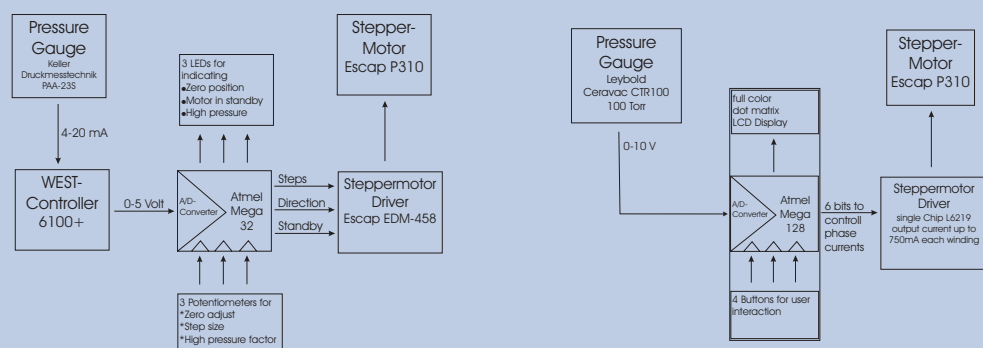 Pressure
Gauge
Keller
Druckmesstechnik
PAA-23S
4-20 mA
WEST-
Controller
6100+
0-5 Volt
3 LEDs for
indicating
●Zero position
●Motor in standby
●High pressure
A/D-
Converter
Atmel
Mega
32
3 Potentiometers for
*Zero adjust
*Step size
*High pressure factor
Steps
Direction
Standby
Stepper-
Motor
Escap P310
Steppermotor
Driver
Escap EDM-458
Pressure
Gauge
Leybold
Ceravac CTR100
100 Torr
0-10 V
full color
dot matrix
LCD Display
A/D-
Converter
Atmel
Mega
128
4 Buttons for user
interaction
6 bits to
controll
phase
currents
Stepper-
Motor
Escap P310
Steppermotor
Driver
single Chip L6219
output current up to
750mA each winding